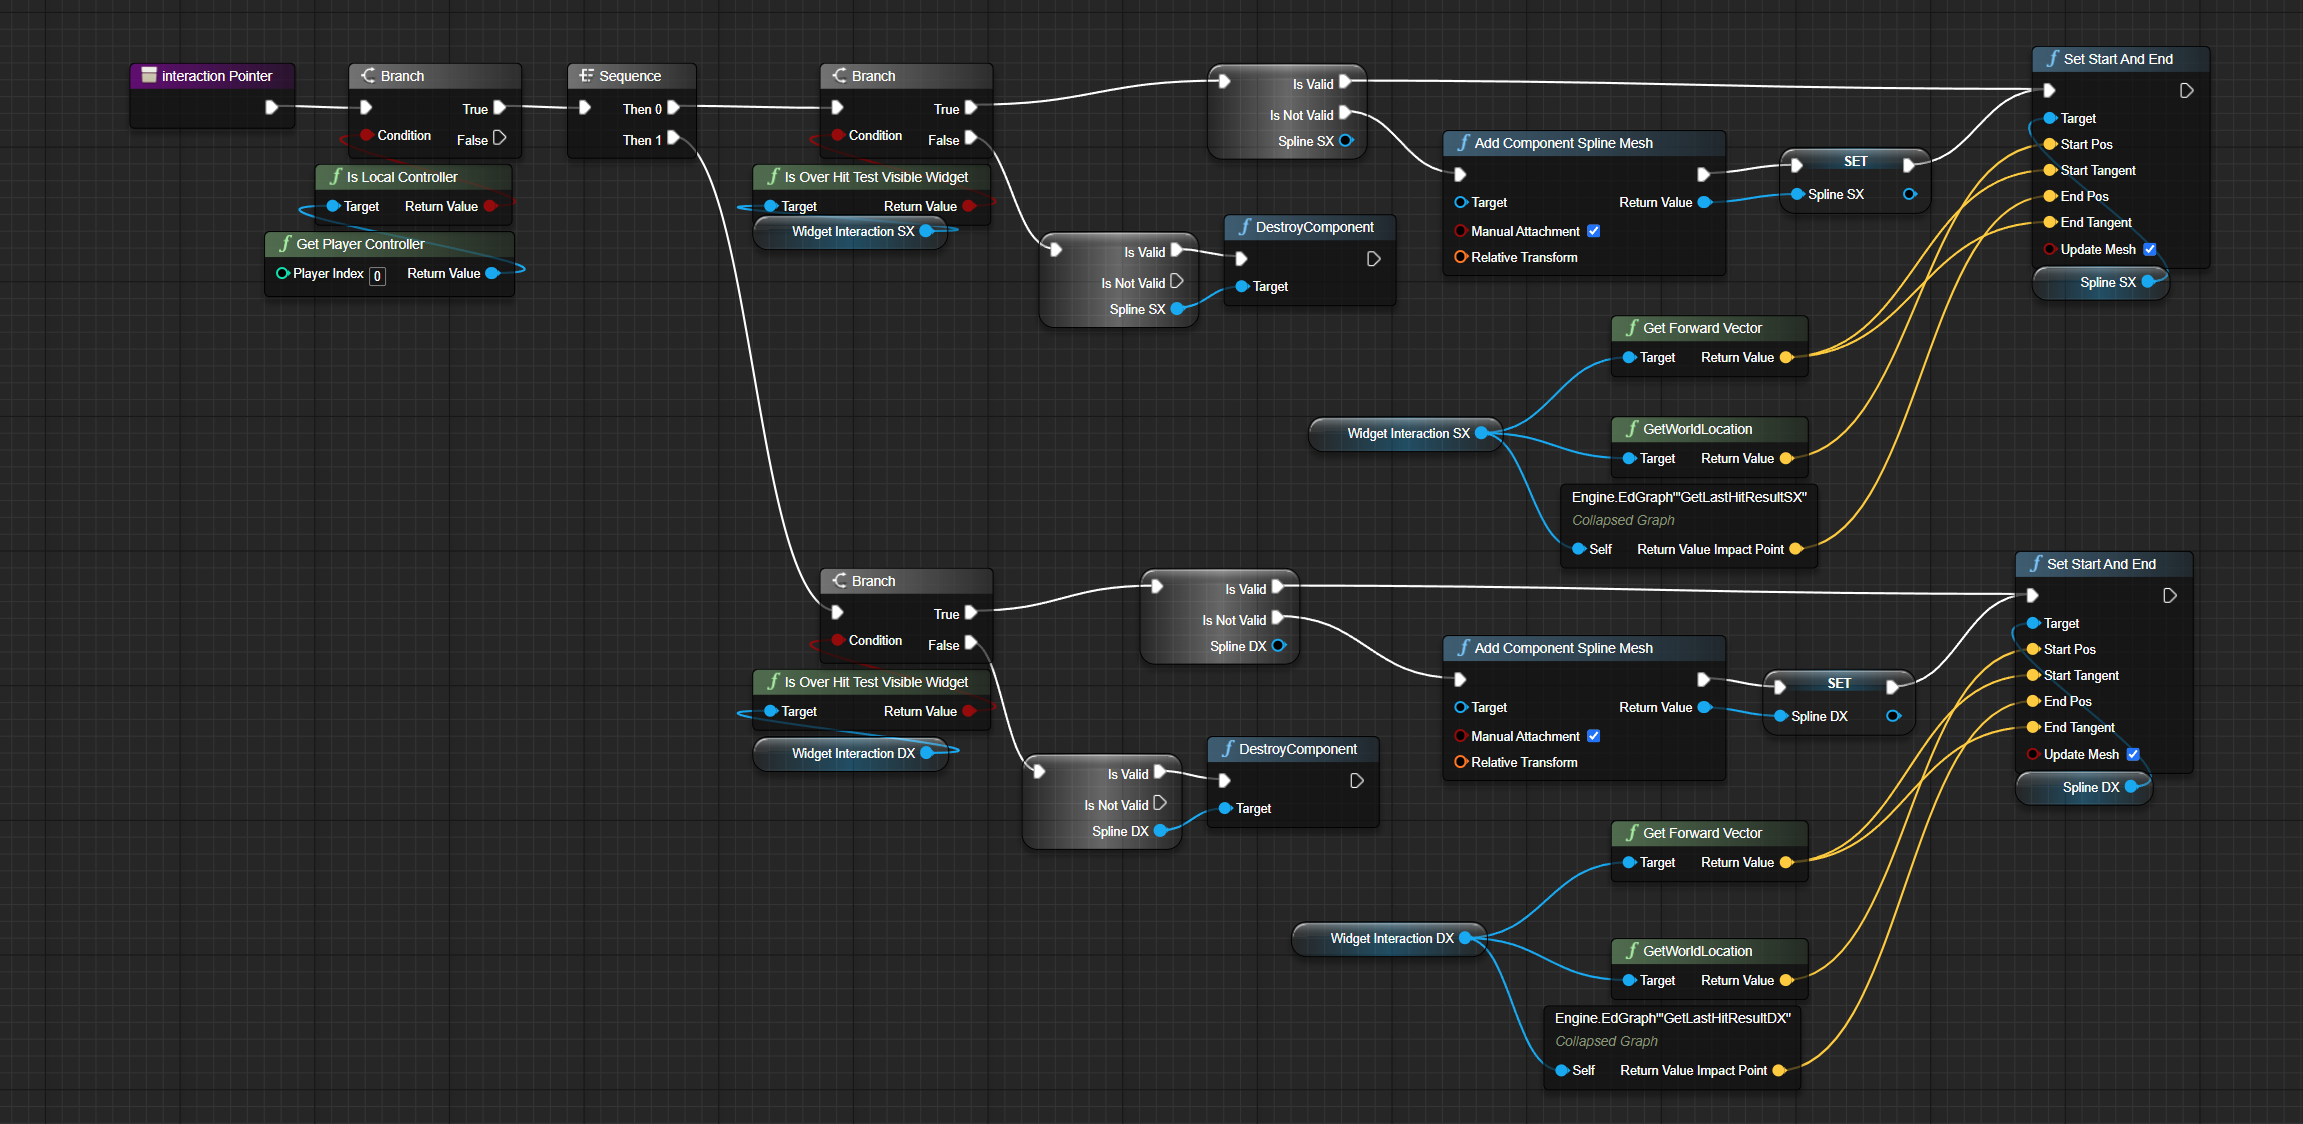 interaction Pointer
Branch
True
Condition
False
Is Local Controller
Target Return Value
Get Player Controller
Player Index 0 Return Value
Sequence
Then 0
Then 1
Branch
True
Condition
False
Is Over Hit Test Visible Widget
Target Return Value
Widget Interaction SX
Is Valid
Is Not Valid
Spline SX
DestroyComponent
Target
Is Valid
Is Not Valid
Spline SX
Add Component Spline Mesh
Target Return Value
Manual Attachment
Relative Transform
SET
Spline SX
Set Start And End
Target
Start Pos
Start Tangent
End Pos
End Tangent
Update Mesh
Spline SX
Get Forward Vector
Target Return Value
Widget Interaction SX
GetWorldLocation
Target Return Value
Engine.EdGraph'"GetLastHitResultSX"
Collapsed Graph
Self Return Value Impact Point
Branch
True
Condition
False
Is Over Hit Test Visible Widget
Target Return Value
Widget Interaction DX
Is Valid
Is Not Valid
Spline DX
DestroyComponent
Target
Is Valid
Is Not Valid
Spline DX
Add Component Spline Mesh
Target Return Value
Manual Attachment
Relative Transform
SET
Spline DX
Set Start And End
Target
Start Pos
Start Tangent
End Pos
End Tangent
Update Mesh
Spline DX
Get Forward Vector
Target Return Value
Widget Interaction DX
GetWorldLocation
Target Return Value
Engine.EdGraph'"GetLastHitResultDX"
Collapsed Graph
Self Return Value Impact Point